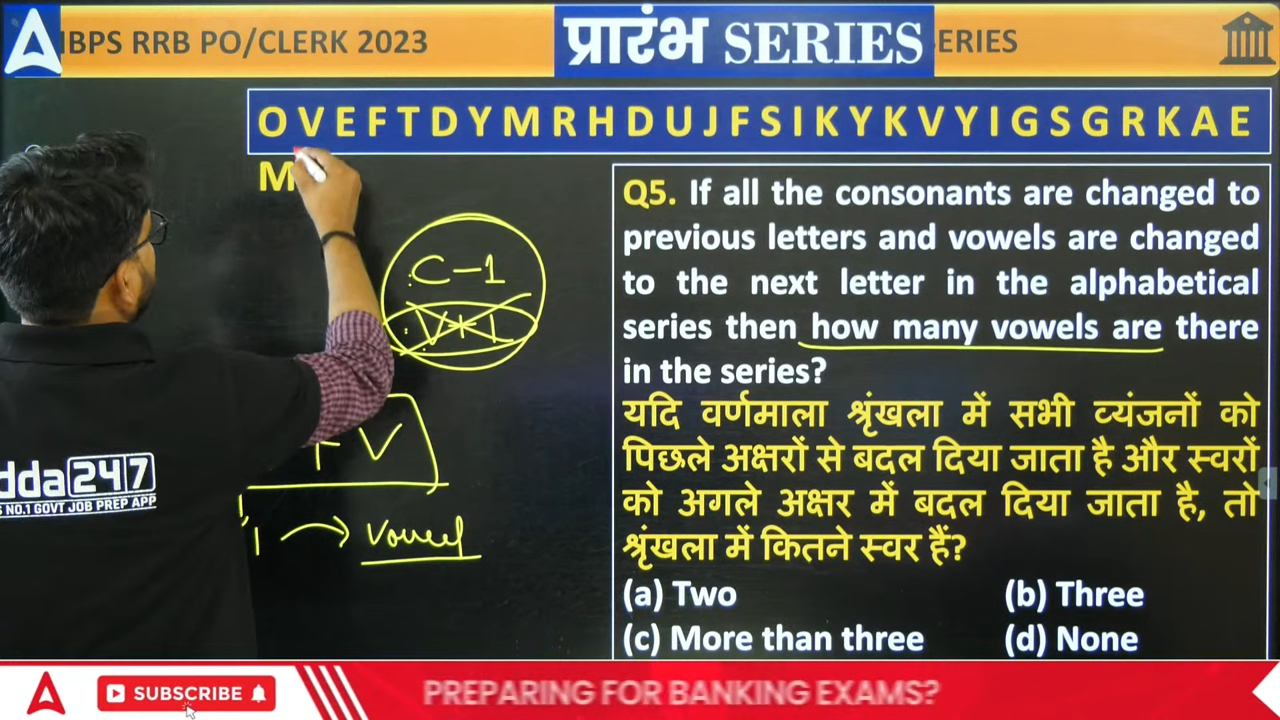 IBPS RRB PO/CLERK 2023
प्रारंभ SERIES
ERIES
O V E F T D Y M R H D U J F S I K Y K V Y I G S G R K A E
M
Q5. If all the consonants are changed to
previous letters and vowels are changed
to the next letter in the alphabetical
series then how many vowels are there
in the series?
यदि वर्णमाला श्रृंखला में सभी व्यंजनों को
पिछले अक्षरों से बदल दिया जाता है और स्वरों
को अगले अक्षर में बदल दिया जाता है, तो
श्रृंखला में कितने स्वर हैं?
(a) Two (b) Three
(c) More than three (d) None
C-1
V
vowel
dda247
NO.1 GOVT JOB PREP APP
SUBSCRIBE
PREPARING FOR BANKING EXAMS?